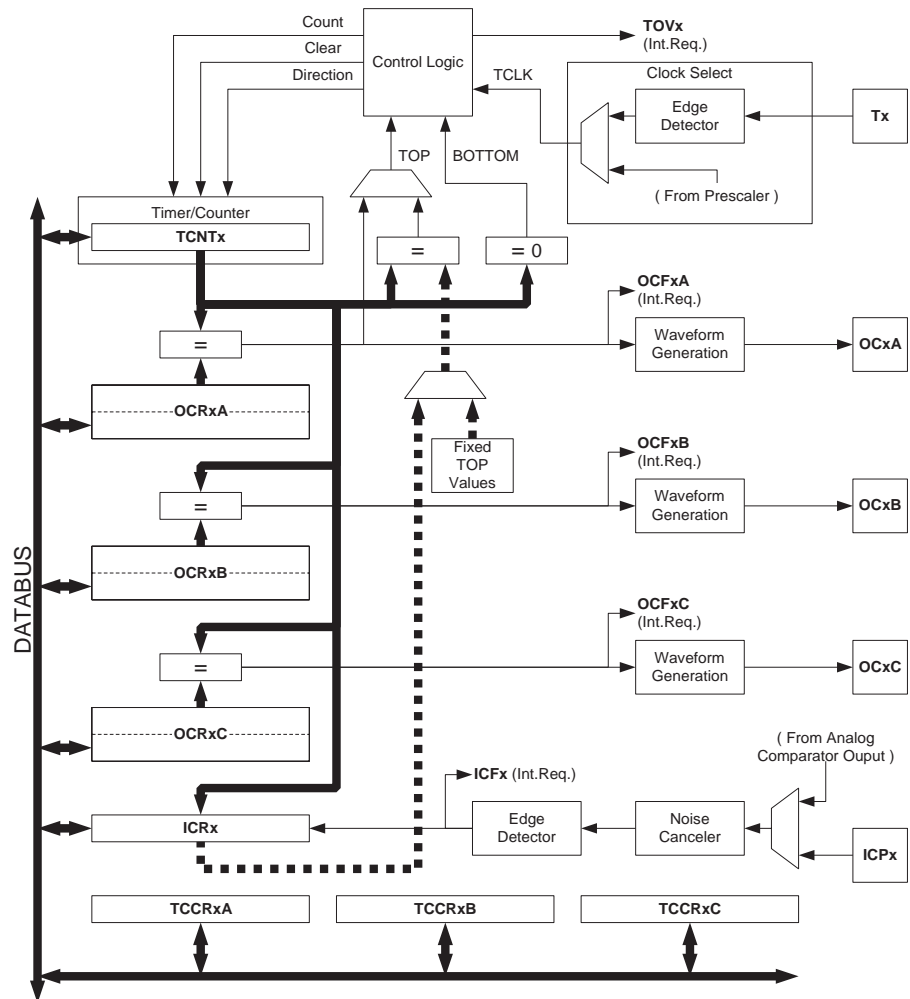 Count
Clear
Direction
Control Logic
TOVx
(Int.Req.)
TCLK
Clock Select
Edge
Detector
Tx
( From Prescaler )
TOP
BOTTOM
Timer/Counter
TCNTx
=
= 0
=
OCFxA
(Int.Req.)
Waveform
Generation
OCxA
OCRxA
Fixed
TOP
Values
OCFxB
(Int.Req.)
=
Waveform
Generation
OCxB
DATABUS
OCRxB
OCFxC
(Int.Req.)
=
Waveform
Generation
OCxC
OCRxC
( From Analog
Comparator Ouput )
ICFx (Int.Req.)
ICRx
Edge
Detector
Noise
Canceler
ICPx
TCCRxA
TCCRxB
TCCRxC